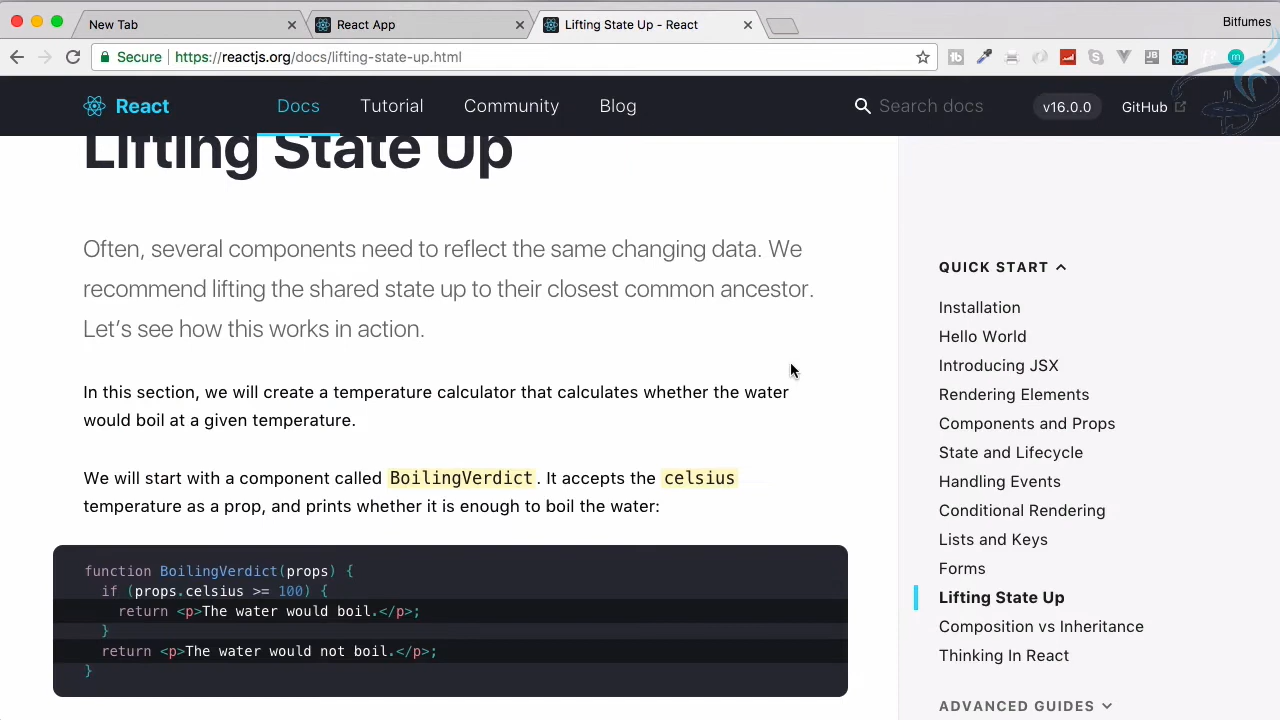 New Tab
React App
Lifting State Up - React
Bitfumes
Secure
https://reactjs.org/docs/lifting-state-up.html
React
Docs
Tutorial
Community
Blog
Search docs
v16.0.0
GitHub
Lifting State Up
Often, several components need to reflect the same changing data. We
recommend lifting the shared state up to their closest common ancestor.
Let’s see how this works in action.
In this section, we will create a temperature calculator that calculates whether the water
would boil at a given temperature.
We will start with a component called BoilingVerdict. It accepts the celsius
temperature as a prop, and prints whether it is enough to boil the water:
function BoilingVerdict(props) {
if (props.celsius >= 100) {
return <p>The water would boil.</p>;
}
return <p>The water would not boil.</p>;
}
QUICK START
Installation
Hello World
Introducing JSX
Rendering Elements
Components and Props
State and Lifecycle
Handling Events
Conditional Rendering
Lists and Keys
Forms
Lifting State Up
Composition vs Inheritance
Thinking In React
ADVANCED GUIDES